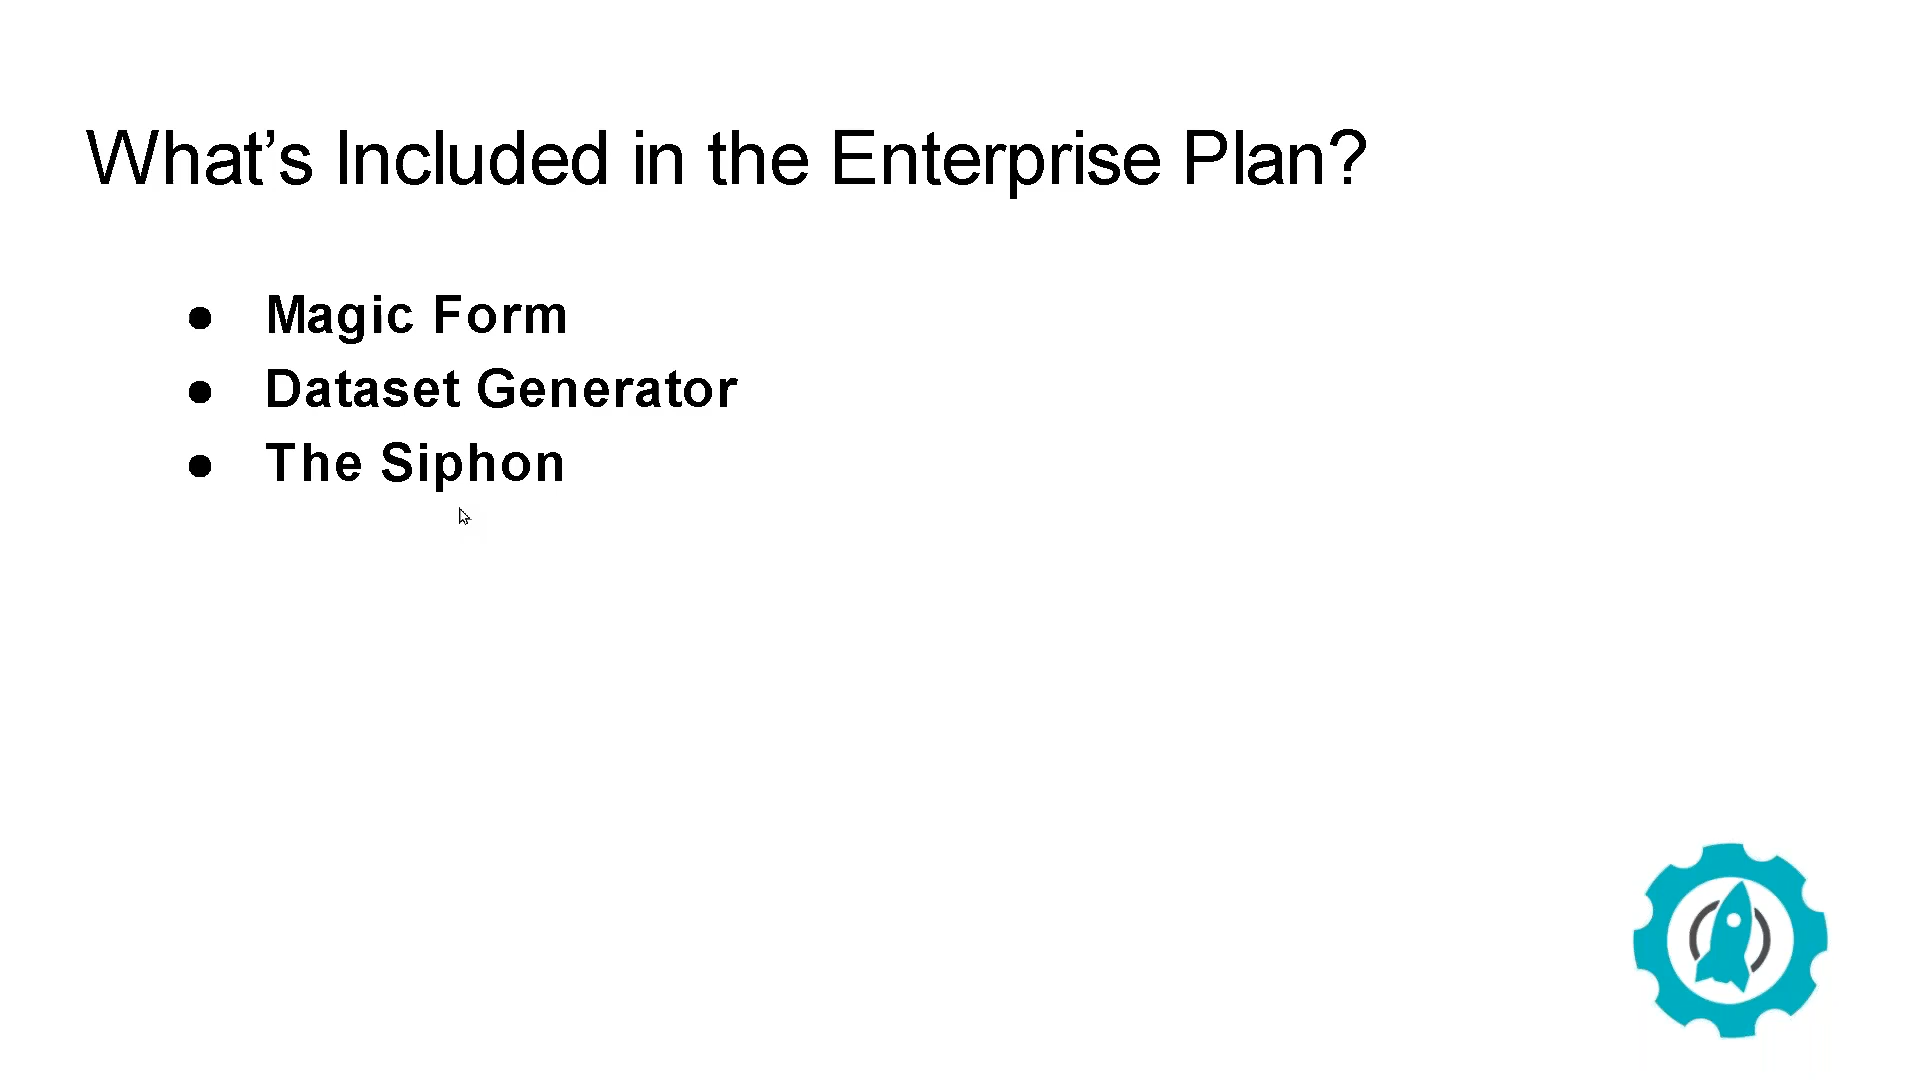 What’s Included in the Enterprise Plan?
● Magic Form
● Dataset Generator
● The Siphon